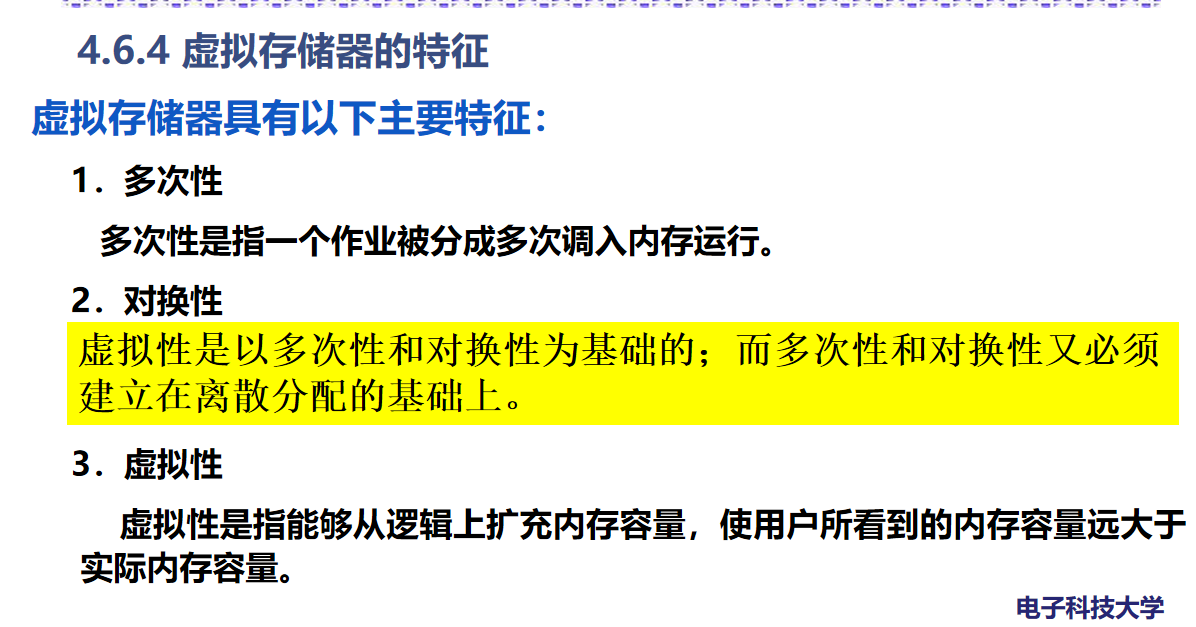 4.6.4 虚拟存储器的特征
虚拟存储器具有以下主要特征：
1．多次性
多次性是指一个作业被分成多次调入内存运行。
2．对换性
虚拟性是以多次性和对换性为基础的；而多次性和对换性又必须
建立在离散分配的基础上。
3．虚拟性
虚拟性是指能够从逻辑上扩充内存容量，使用户所看到的内存容量远大于
实际内存容量。
电子科技大学